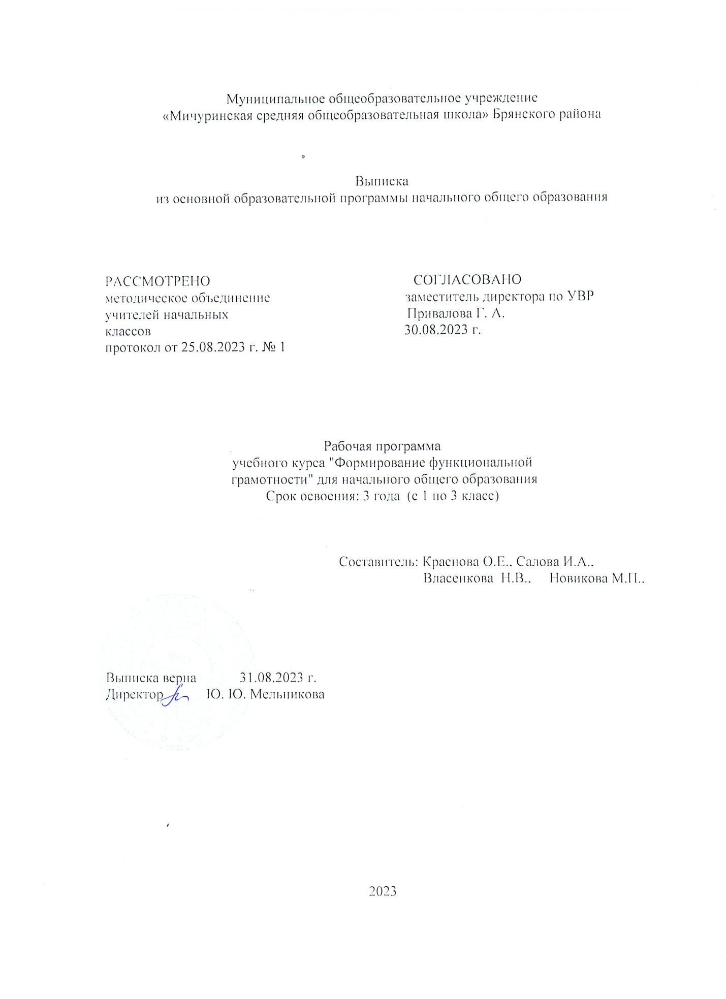 Муниципальное общеобразовательное учреждение
«Мичуринская средняя общеобразовательная школа» Брянского района
Выписка
из основной образовательной программы начального общего образования
РАССМОТРЕНО
методическое объединение
учителей начальных
классов
протокол от 25.08.2023 г. № 1
СОГЛАСОВАНО
заместитель директора по УВР
Привалова Г. А.
30.08.2023 г.
Рабочая программа
учебного курса "Формирование функциональной
грамотности" для начального общего образования
Срок освоения: 3 года (с 1 по 3 класс)
Составитель: Краснова О.Е., Салова И.А.,
Власенкова Н.В., Новикова М.П.,
Выписка верна 31.08.2023 г.
Директор Ю. Ю. Мельникова
2023